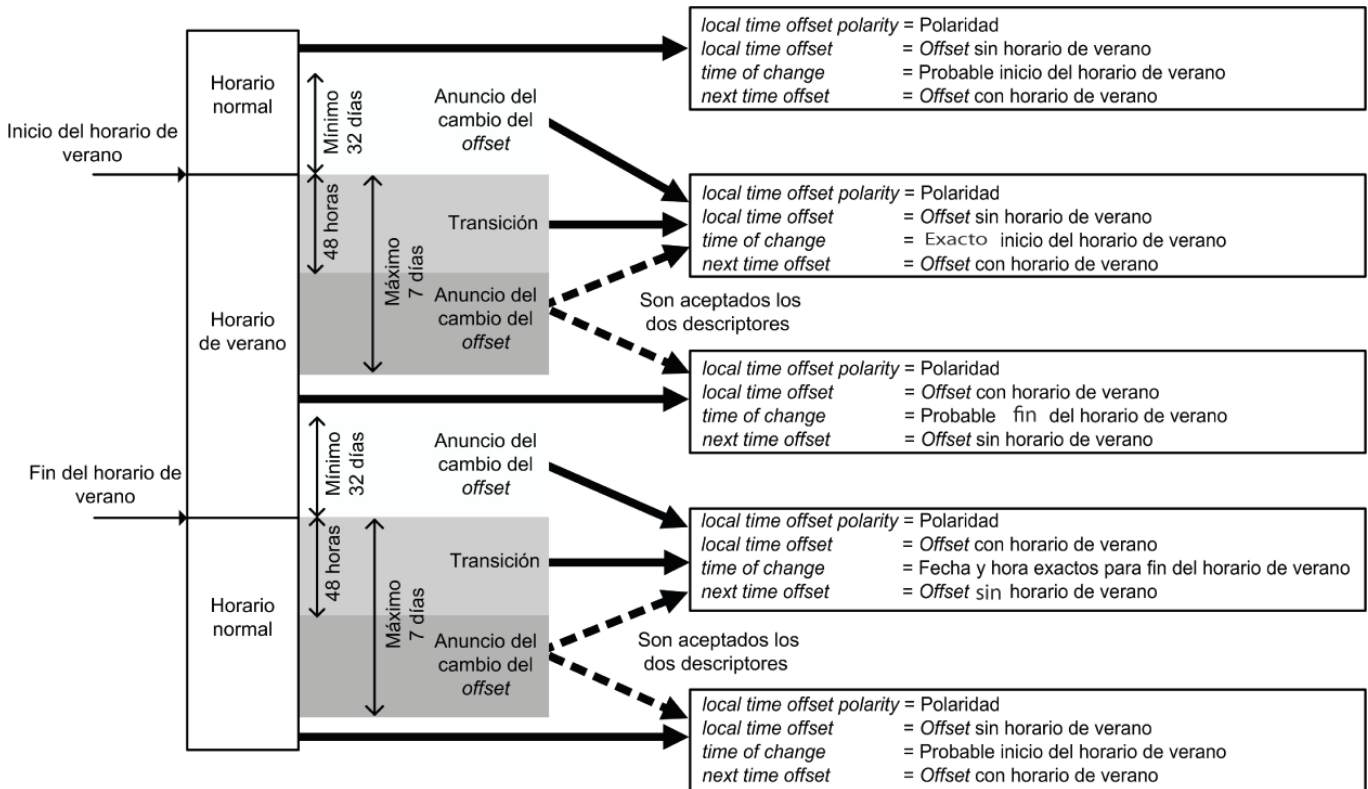 Horario
normal
Inicio del horario de
verano
Mínimo
32 días
Anuncio del
cambio del
offset
48 horas
Máximo
7 días
Transición
Anuncio del
cambio del
offset
Horario
de verano
Fin del horario de
verano
Mínimo
32 días
Anuncio del
cambio del
offset
48 horas
Máximo
7 días
Transición
Anuncio del
cambio del
offset
Horario
normal
local time offset polarity = Polaridad
local time offset = Offset sin horario de verano
time of change = Probable inicio del horario de verano
next time offset = Offset con horario de verano
local time offset polarity = Polaridad
local time offset = Offset sin horario de verano
time of change = Exacto inicio del horario de verano
next time offset = Offset con horario de verano
Son aceptados los
dos descriptores
local time offset polarity = Polaridad
local time offset = Offset con horario de verano
time of change = Probable fin del horario de verano
next time offset = Offset sin horario de verano
local time offset polarity = Polaridad
local time offset = Offset con horario de verano
time of change = Fecha y hora exactos para fin del horario de verano
next time offset = Offset sin horario de verano
Son aceptados los
dos descriptores
local time offset polarity = Polaridad
local time offset = Offset sin horario de verano
time of change = Probable inicio del horario de verano
next time offset = Offset con horario de verano